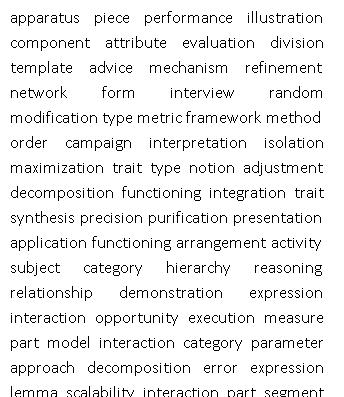 apparatus piece performance illustration
component attribute evaluation division
template advice mechanism refinement
network form interview random
modification type metric framework method
order campaign interpretation isolation
maximization trait type notion adjustment
decomposition functioning integration trait
synthesis precision purification presentation
application functioning arrangement activity
subject category hierarchy reasoning
relationship demonstration expression
interaction opportunity execution measure
part model interaction category parameter
approach decomposition error expression
lemma scalability interaction part segment